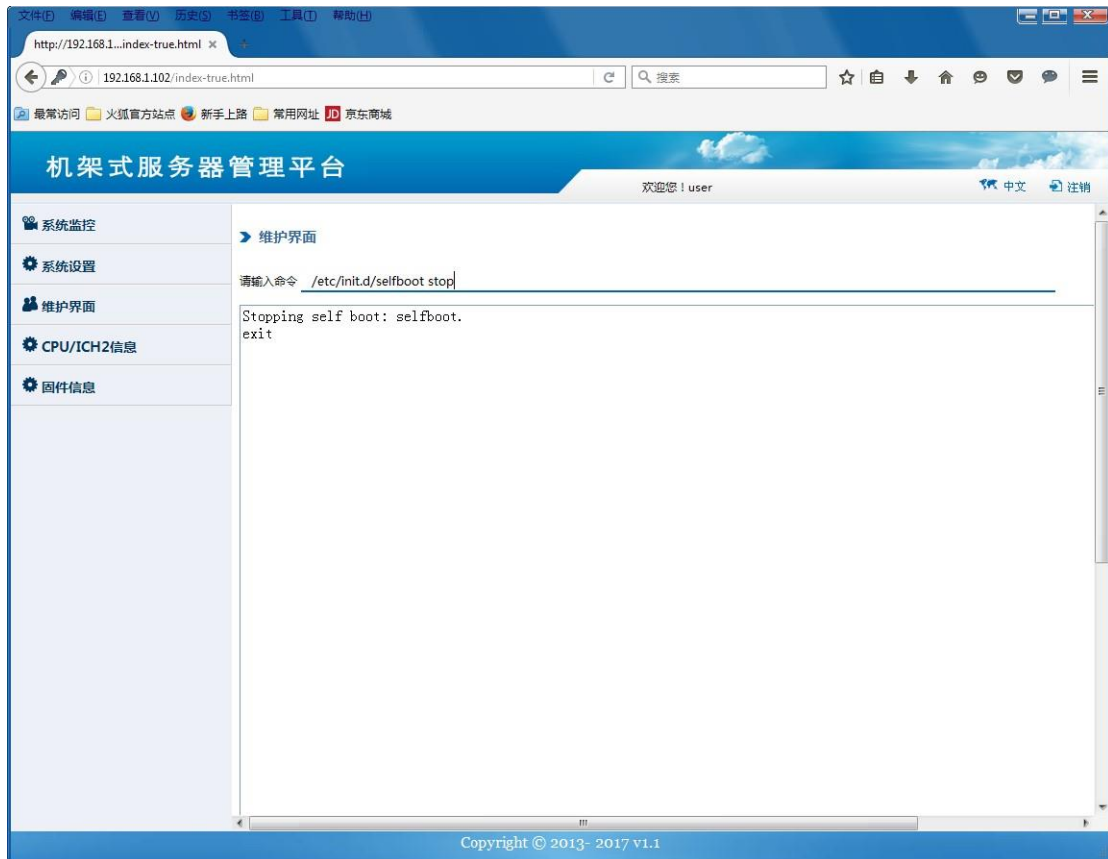 文件(F) 编辑(E) 查看(V) 历史(S) 书签(B) 工具(T) 帮助(H)
http://192.168.1...index-true.html
192.168.1.102/index-true.html 搜索
最常访问 火狐官方站点 新手上路 常用网址 JD 京东商城
机架式服务器管理平台
欢迎您!user 中文 注销
系统监控
系统设置
维护界面
CPU/ICH2信息
固件信息
维护界面
请输入命令 /etc/init.d/selfboot stop
Stopping self boot: selfboot.
exit
Copyright © 2013- 2017 v1.1